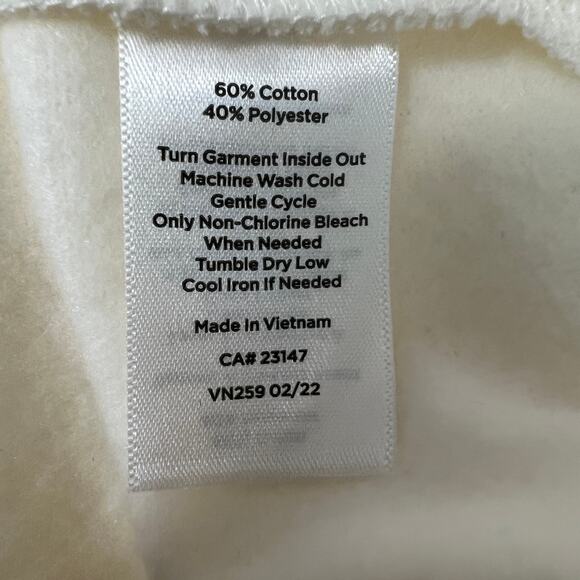 60% Cotton
40% Polyester
Turn Garment Inside Out
Machine Wash Cold
Gentle Cycle
Only Non-Chlorine Bleach
When Needed
Tumble Dry Low
Cool Iron If Needed
Made In Vietnam
CA# 23147
VN259 02/22